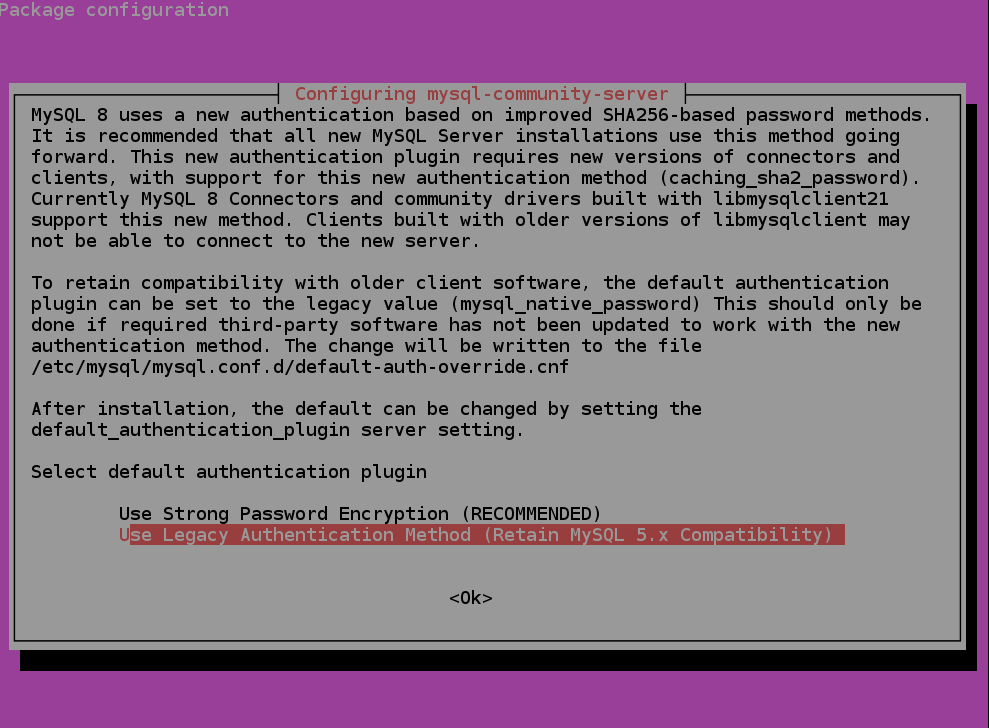 Package configuration
Configuring mysql-community-server
MySQL 8 uses a new authentication based on improved SHA256-based password methods.
It is recommended that all new MySQL Server installations use this method going
forward. This new authentication plugin requires new versions of connectors and
clients, with support for this new authentication method (caching_sha2_password).
Currently MySQL 8 Connectors and community drivers built with libmysqlclient21
support this new method. Clients built with older versions of libmysqlclient may
not be able to connect to the new server.
To retain compatibility with older client software, the default authentication
plugin can be set to the legacy value (mysql_native_password) This should only be
done if required third-party software has not been updated to work with the new
authentication method. The change will be written to the file
/etc/mysql/mysql.conf.d/default-auth-override.cnf
After installation, the default can be changed by setting the
default_authentication_plugin server setting.
Select default authentication plugin
Use Strong Password Encryption (RECOMMENDED)
Use Legacy Authentication Method (Retain MySQL 5.x Compatibility)
<Ok>